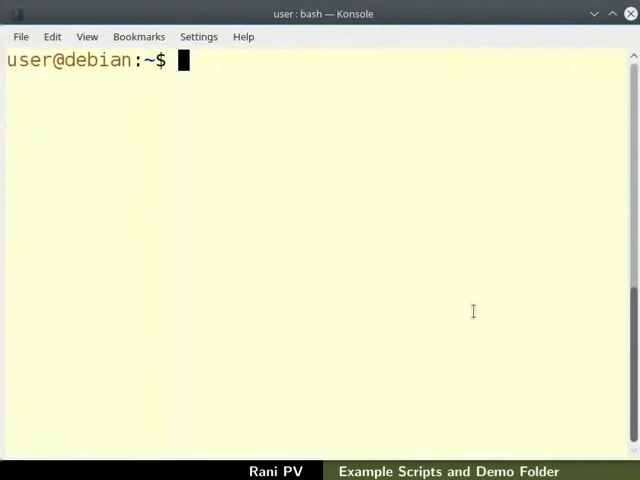 user : bash — Konsole
File Edit View Bookmarks Settings Help
user@debian:~$
Rani PV Example Scripts and Demo Folder